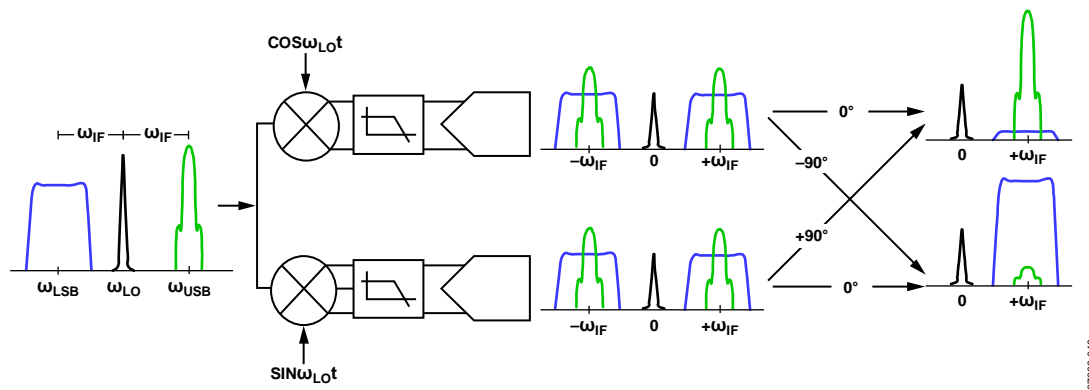 COSωLOt
ωIF ωIF
ωLSB ωLO ωUSB
SINωLOt
–ωIF 0 +ωIF
–ωIF 0 +ωIF
0°
–90°
+90°
0°
0 +ωIF
0 +ωIF